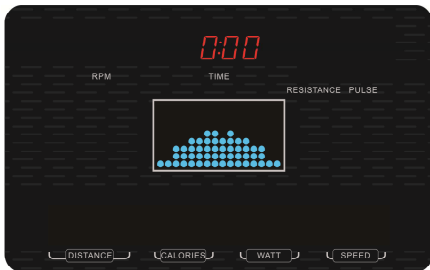 0:00
RPM TIME
RESISTANCE PULSE
DISTANCE CALORIES WATT SPEED